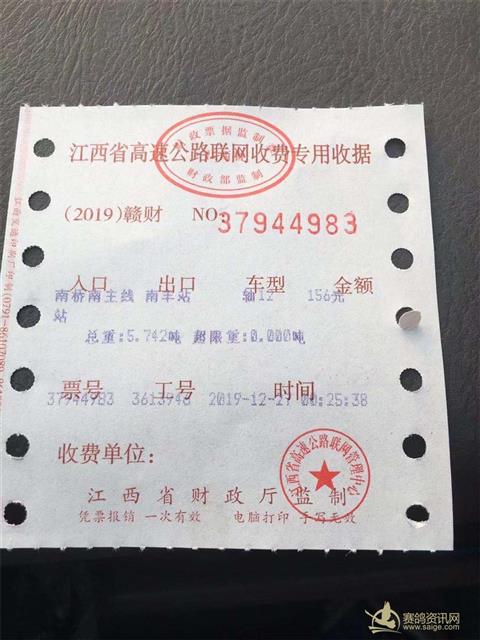 政票据监制
财政部监制
江西省高速公路联网收费专用收据
(2019)赣财 NO: 37944983
入口 出口 车型 金额
南桥南主线 南丰站 轴12 156元
站
总重:5.742吨 超限重:0.000吨
票号 工号 时间
37944983 3613948 2019-12-27 00:25:38
收费单位:
江西省高速公路联网管理中心
江西省财政厅监制
凭票报销 一次有效 电脑打印 手写无效
赛鸽资讯网
www.saige.com